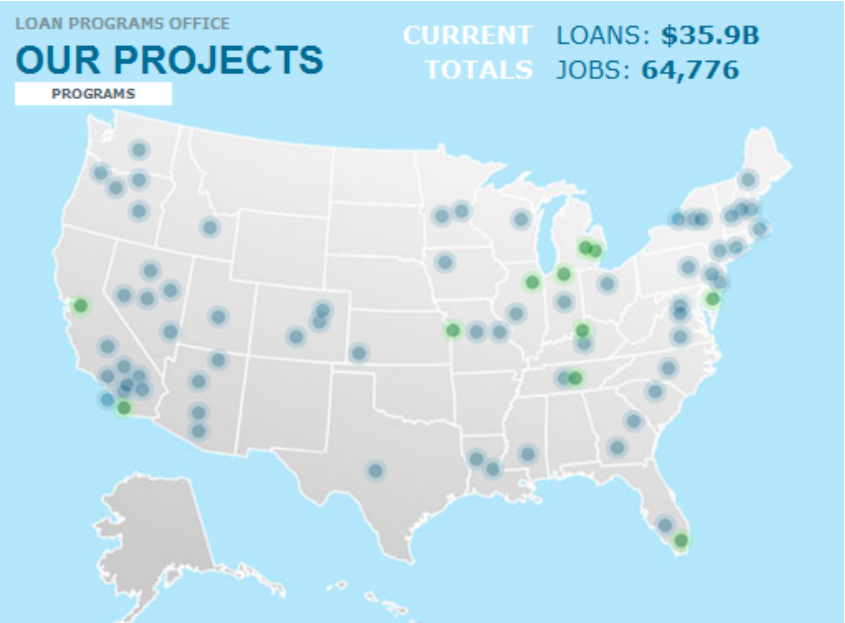 LOAN PROGRAMS OFFICE
OUR PROJECTS
PROGRAMS
CURRENT LOANS: $35.9B
TOTALS JOBS: 64,776